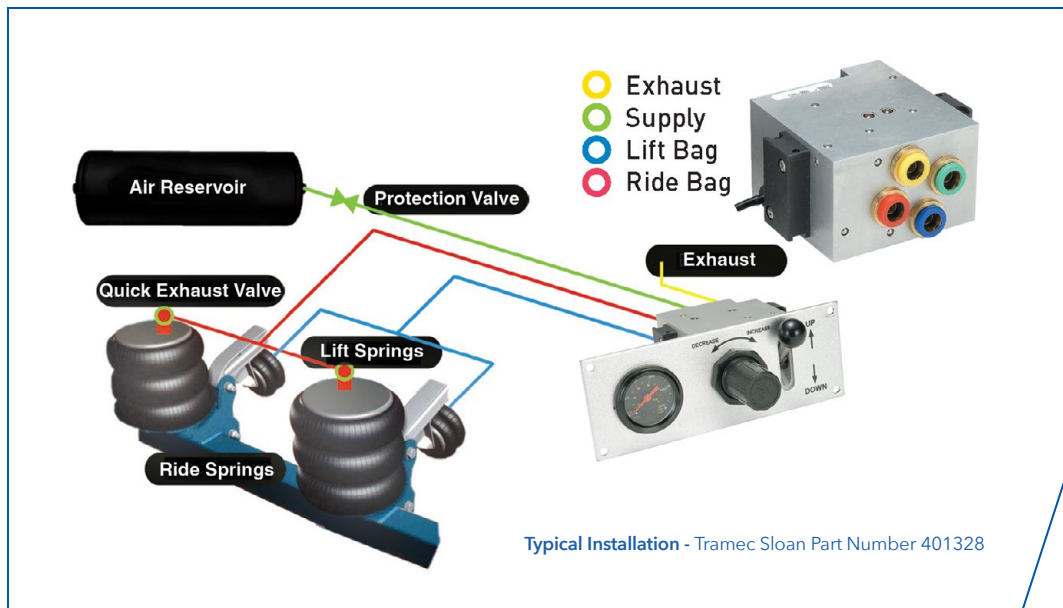 Exhaust
Supply
Lift Bag
Ride Bag
Air Reservoir
Protection Valve
Exhaust
Quick Exhaust Valve
Lift Springs
Ride Springs
DECREASE
INCREASE
UP
DOWN
Typical Installation - Tramec Sloan Part Number 401328